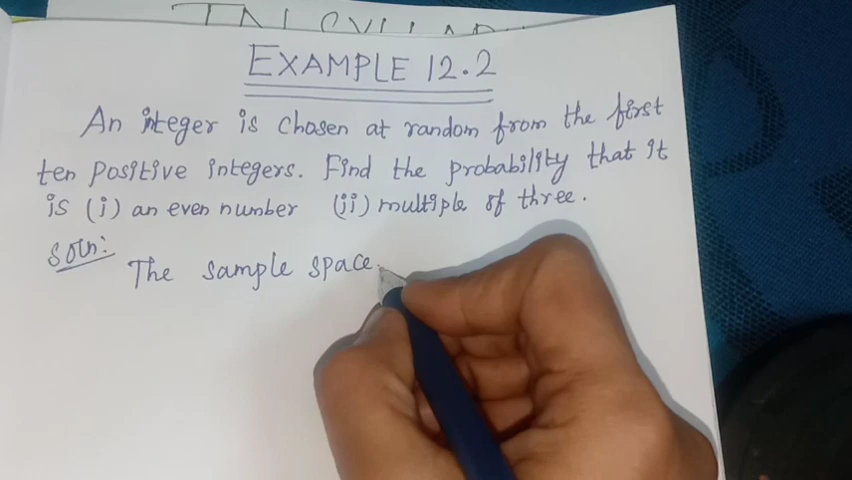 EXAMPLE 12.2
An integer is chosen at random from the first
ten positive integers. Find the probability that it
is (i) an even number (ii) multiple of three.
Soln:
The sample space